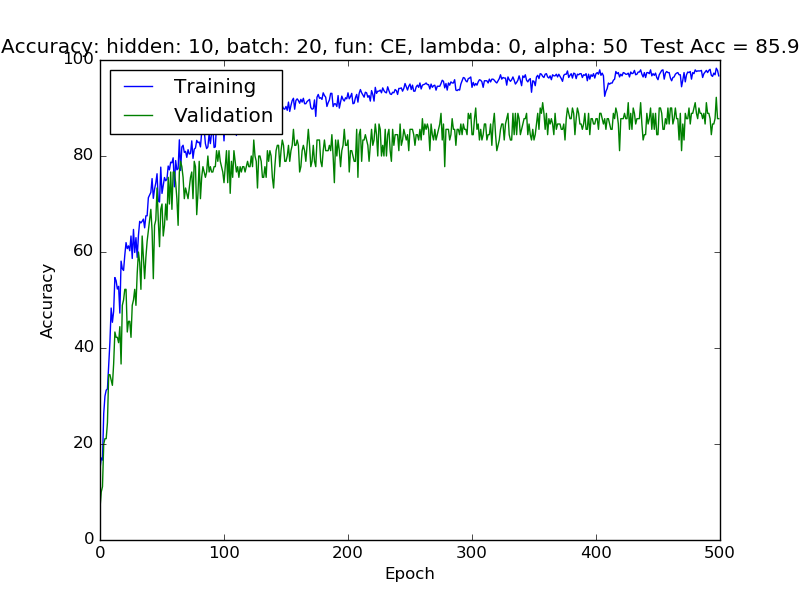 Accuracy: hidden: 10, batch: 20, fun: CE, lambda: 0, alpha: 50  Test Acc = 85.9
100
80
60
40
20
0
Accuracy
Training
Validation
0 100 200 300 400 500
Epoch